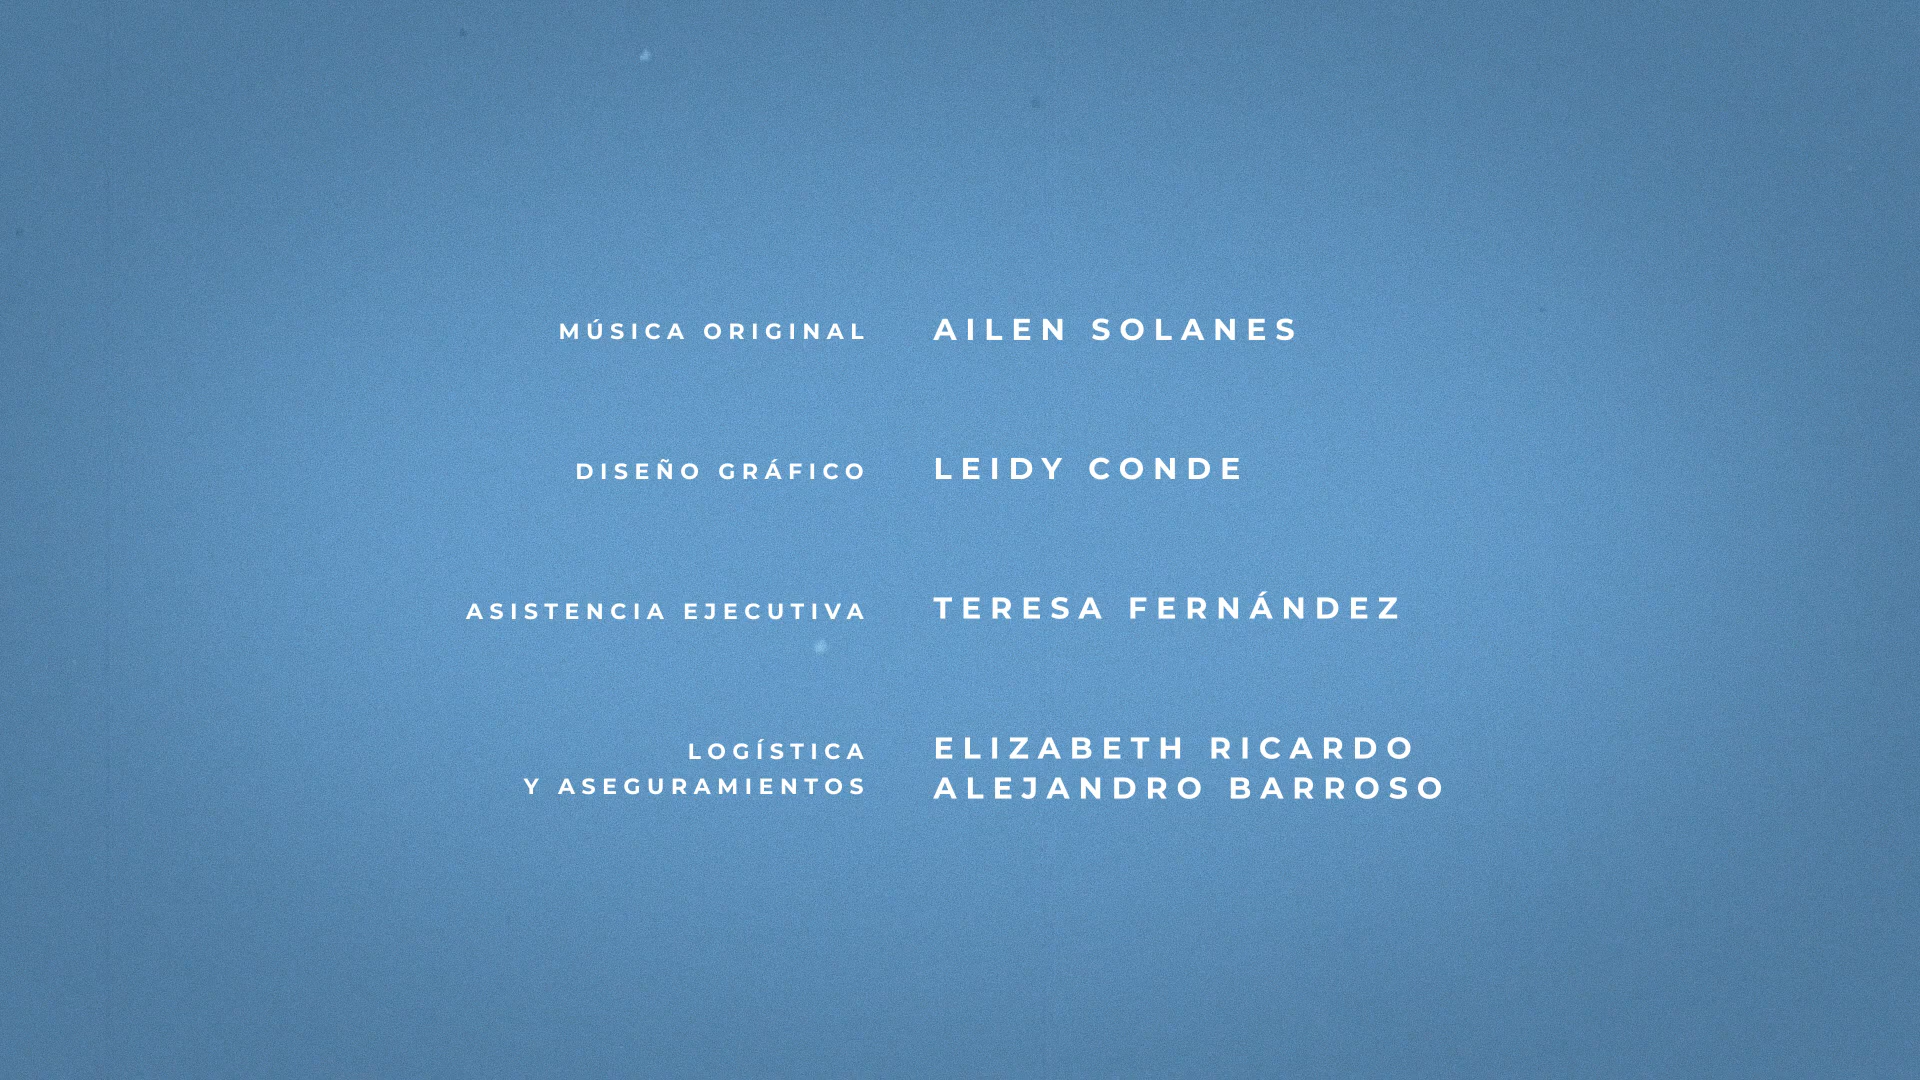 MÚSICA ORIGINAL AILEN SOLANES
DISEÑO GRÁFICO LEIDY CONDE
ASISTENCIA EJECUTIVA TERESA FERNÁNDEZ
LOGÍSTICA ELIZABETH RICARDO
Y ASEGURAMIENTOS ALEJANDRO BARROSO